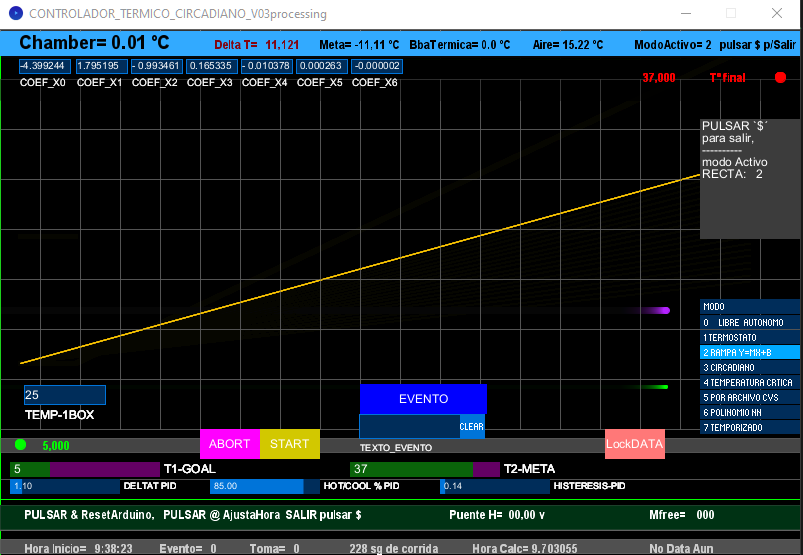 CONTROLADOR_TERMICO_CIRCADIANO_V03processing
Chamber= 0.01 ºC Delta T= 11.121 Meta= -11,11 ºC BbaTermica= 0.0 ºC Aire= 15.22 ºC ModoActivo= 2 pulsar $ p/Salir
-4.399244 1.795195 -0.993461 0.165335 -0.010378 0.000263 -0.000002
COEF_X0 COEF_X1 COEF_X2 COEF_X3 COEF_X4 COEF_X5 COEF_X6
37,000 Tºfinal
PULSAR `$´
para salir,
----------
modo Activo
RECTA: 2
MODO
0 LIBRE AUTONOMO
1 TERMOSTATO
2 RAMPA Y=MX+B
3 CIRCADIANO
4 TEMPERATURA CRTICA
5 POR ARCHIVO CVS
6 POLINOMIO NN
7 TEMPORIZADO
25
TEMP-1BOX
EVENTO
CLEAR
TEXTO_EVENTO
5,000
ABORT START
LockDATA
5 T1-GOAL 37 T2-META
1.10 DELTAT PID 85.00 HOT/COOL % PID 0.14 HISTERESIS-PID
PULSAR & ResetArduino, PULSAR @ AjustaHora SALIR pulsar $ Puente H= 00,00 v Mfree= 000
Hora Inicio= 9:38:23 Evento= 0 Toma= 0 228 sg de corrida Hora Calc= 9.703055 No Data Aun